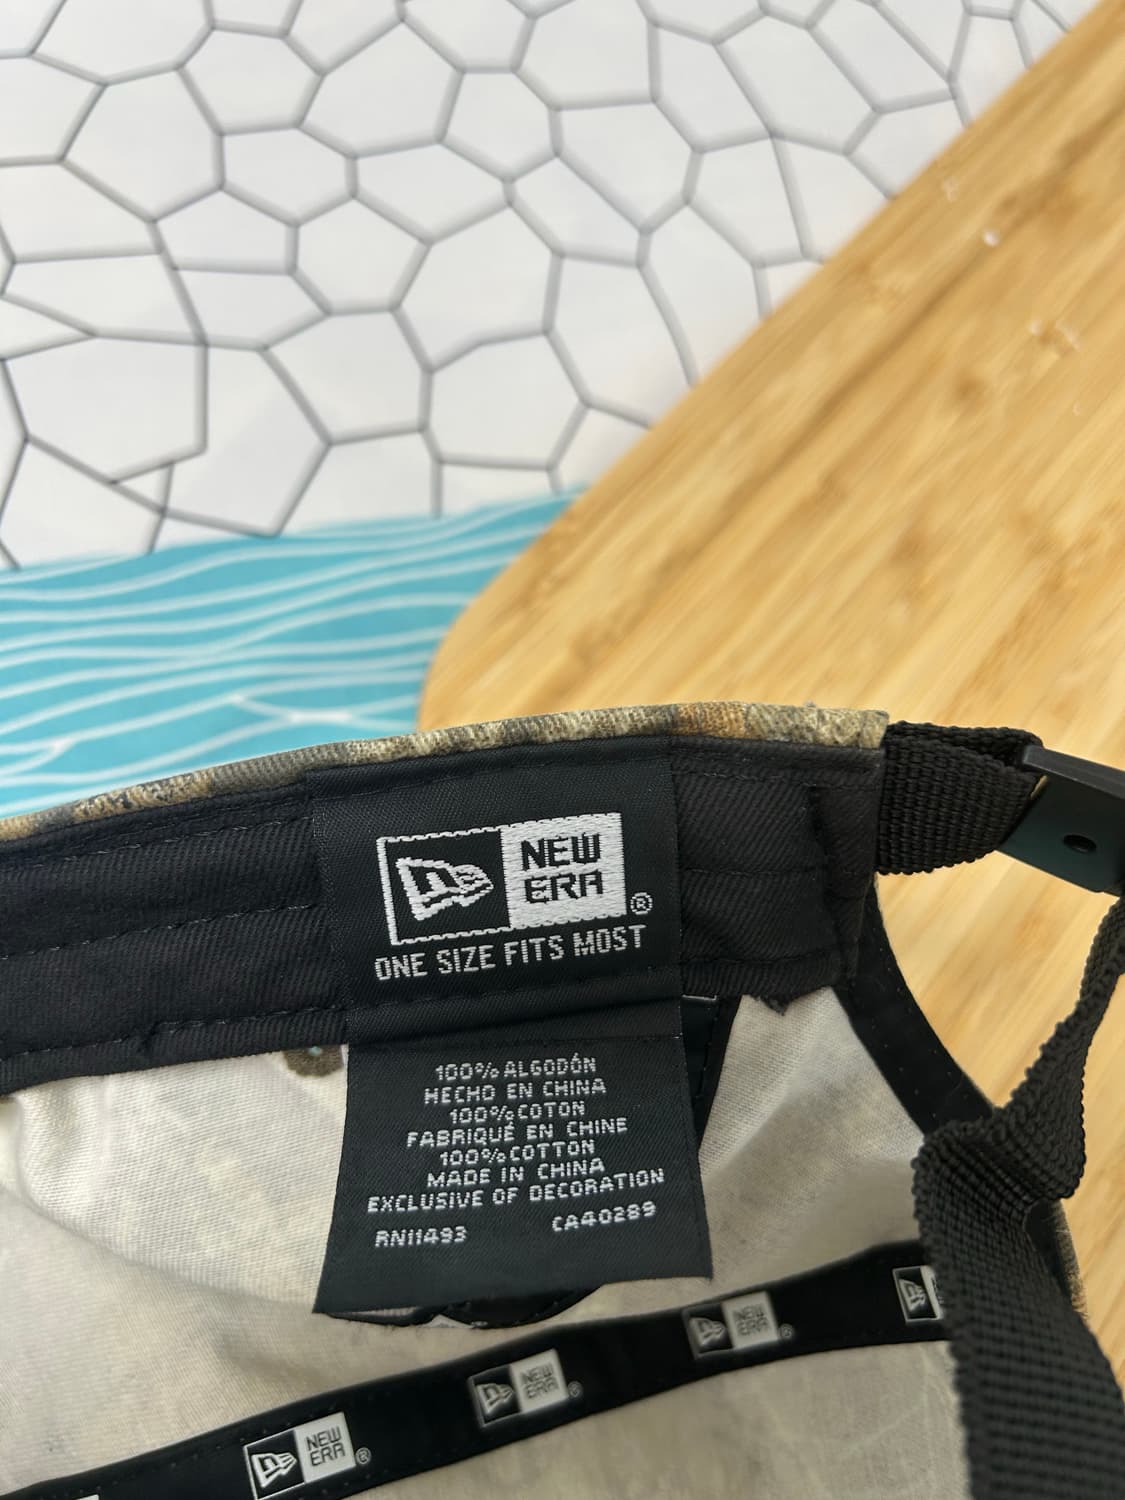 NEW
ERA
®
ONE SIZE FITS MOST
100% ALGODÓN
HECHO EN CHINA
100% COTON
FABRIQUÉ EN CHINE
100% COTTON
MADE IN CHINA
EXCLUSIVE OF DECORATION
RN11493 CA40289
NEW
ERA
®
NEW
ERA
®
NEW
ERA
®